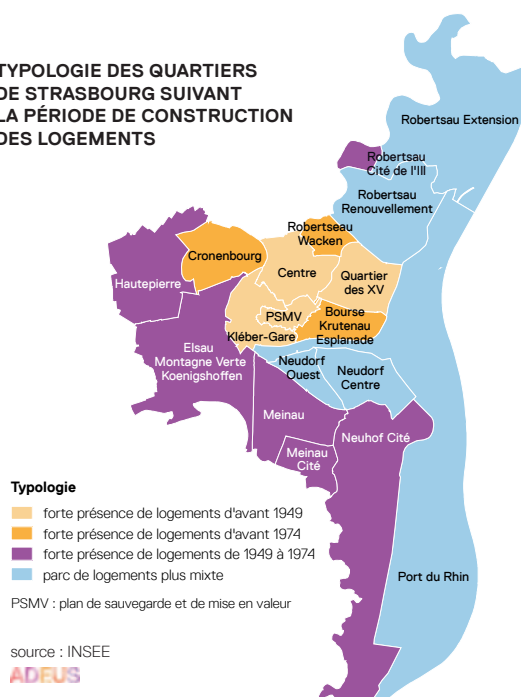 TYPOLOGIE DES QUARTIERS
DE STRASBOURG SUIVANT
LA PÉRIODE DE CONSTRUCTION
DES LOGEMENTS
Robertsau Extension
Robertsau
Cité de l'Ill
Robertsau
Renouvellement
Robertseau
Wacken
Cronenbourg
Centre
Quartier
des XV
Hautepierre
PSMV
Bourse
Krutenau
Esplanade
Kléber-Gare
Elsau
Montagne Verte
Koenigshoffen
Neudorf
Ouest
Neudorf
Centre
Meinau
Neuhof Cité
Meinau
Cité
Port du Rhin
Typologie
forte présence de logements d'avant 1949
forte présence de logements d'avant 1974
forte présence de logements de 1949 à 1974
parc de logements plus mixte
PSMV : plan de sauvegarde et de mise en valeur
source : INSEE
ADEUS